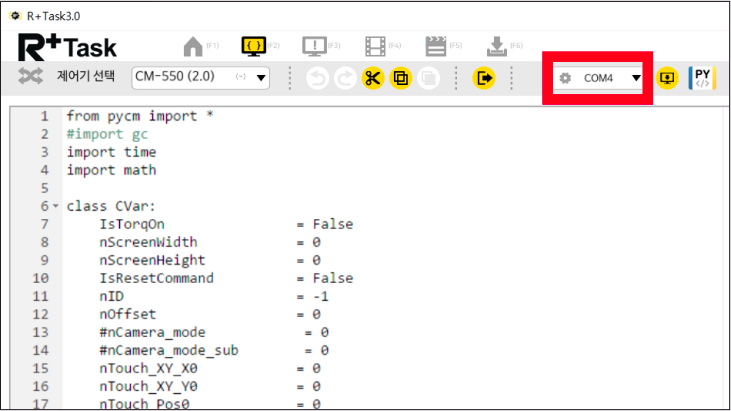 R+Task3.0
R+Task (F1) { } (F2) ! (F3) (F4) (F5) (F6)
제어기 선택 CM-550 (2.0) COM4 PY </>
1 from pycm import *
2 #import gc
3 import time
4 import math
5
6 class CVar:
7 IsTorqOn = False
8 nScreenWidth = 0
9 nScreenHeight = 0
10 IsResetCommand = False
11 nID = -1
12 nOffset = 0
13 #nCamera_mode = 0
14 #nCamera_mode_sub = 0
15 nTouch_XY_X0 = 0
16 nTouch_XY_Y0 = 0
17 nTouch_Pos0 = 0